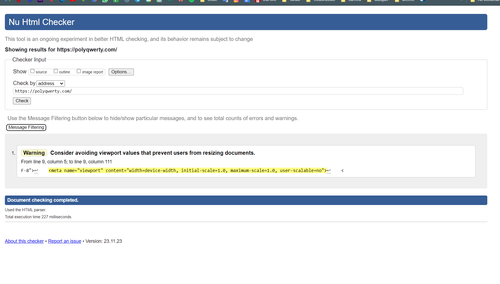 Nu Html Checker
This tool is an ongoing experiment in better HTML checking, and its behavior remains subject to change
Showing results for https://polyqwerty.com/
Checker Input
Show source outline image report Options...
Check by address
https://polyqwerty.com/
Check
Use the Message Filtering button below to hide/show particular messages, and to see total counts of errors and warnings.
Message Filtering
1. Warning Consider avoiding viewport values that prevent users from resizing documents.
From line 9, column 5; to line 9, column 111
<meta name="viewport" content="width=device-width, initial-scale=1.0, maximum-scale=1.0, user-scalable=no">↩
Document checking completed.
Used the HTML parser.
Total execution time 227 milliseconds.
About this checker • Report an issue • Version: 23.11.23